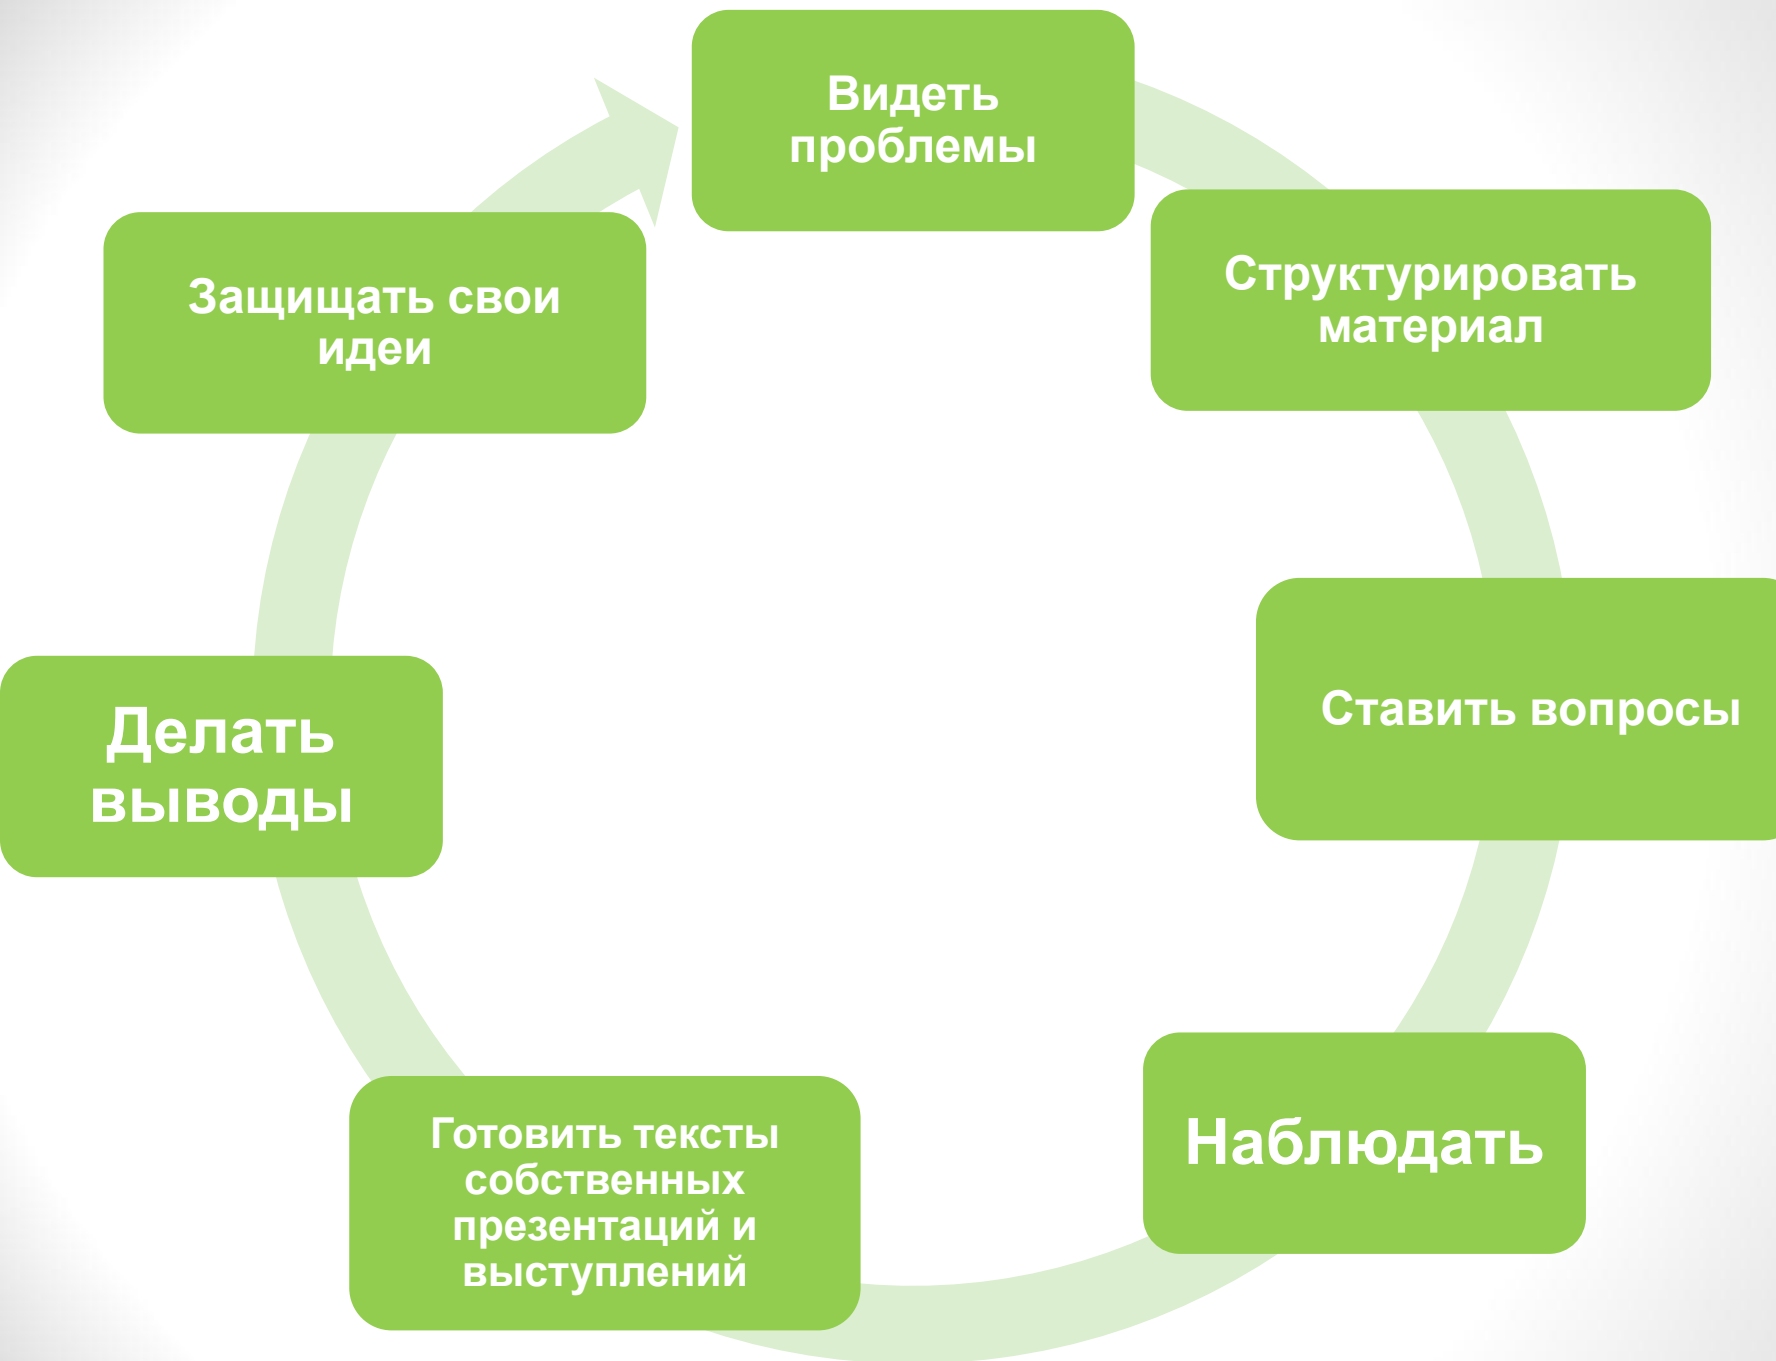 Видеть
проблемы
Структурировать
материал
Ставить вопросы
Наблюдать
Готовить тексты
собственных
презентаций и
выступлений
Делать
выводы
Защищать свои
идеи